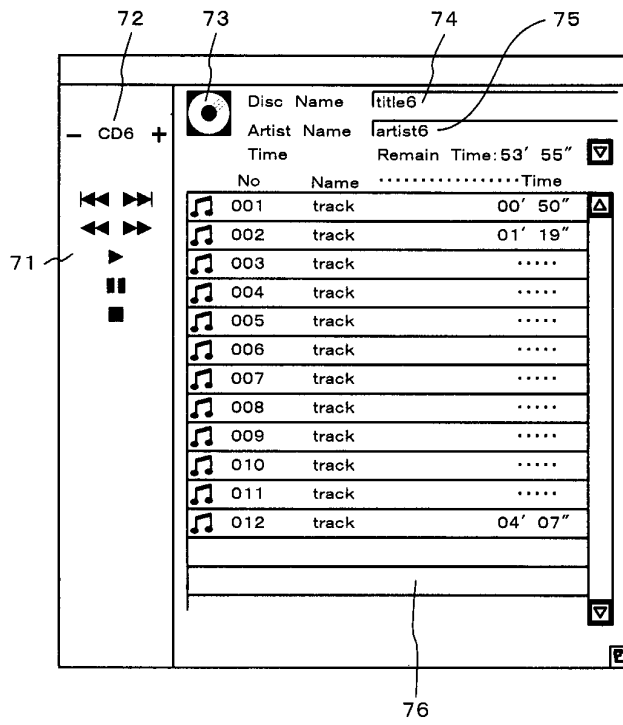 72 73 74 75
− CD6 +
Disc Name title6
Artist Name artist6
Time Remain Time:53′ 55″
No Name ·················Time
001 track 00′ 50″
002 track 01′ 19″
003 track ·····
004 track ·····
005 track ·····
006 track ·····
007 track ·····
008 track ·····
009 track ·····
010 track ·····
011 track ·····
012 track 04′ 07″
71
76